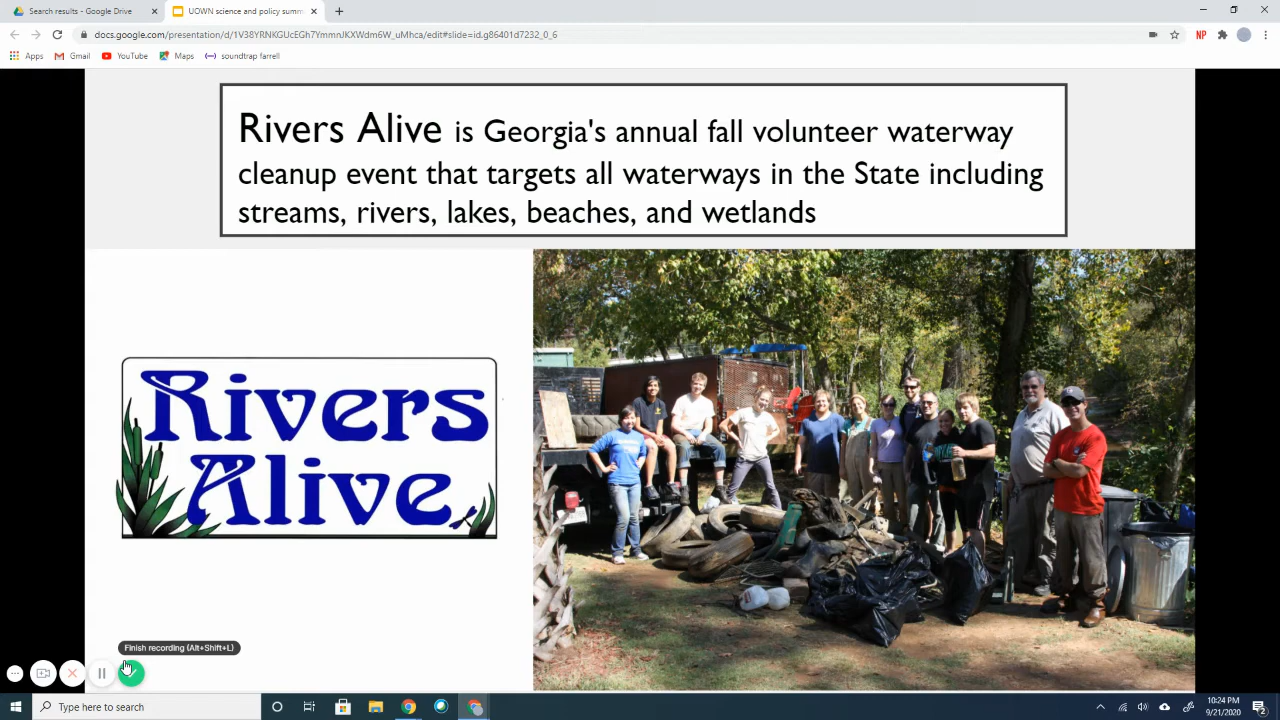 Search results - Google Drive
UOWN science and policy summ
docs.google.com/presentation/d/1V38YRNKGUcEGh7YmmnJKXWdm6W_uMhca/edit#slide=id.g86401d7232_0_6
NP
Apps Gmail YouTube Maps soundtrap farrell
Rivers Alive is Georgia's annual fall volunteer waterway
cleanup event that targets all waterways in the State including
streams, rivers, lakes, beaches, and wetlands
Rivers
Alive
Finish recording (Alt+Shift+L)
Type here to search
10:24 PM
9/21/2020
2